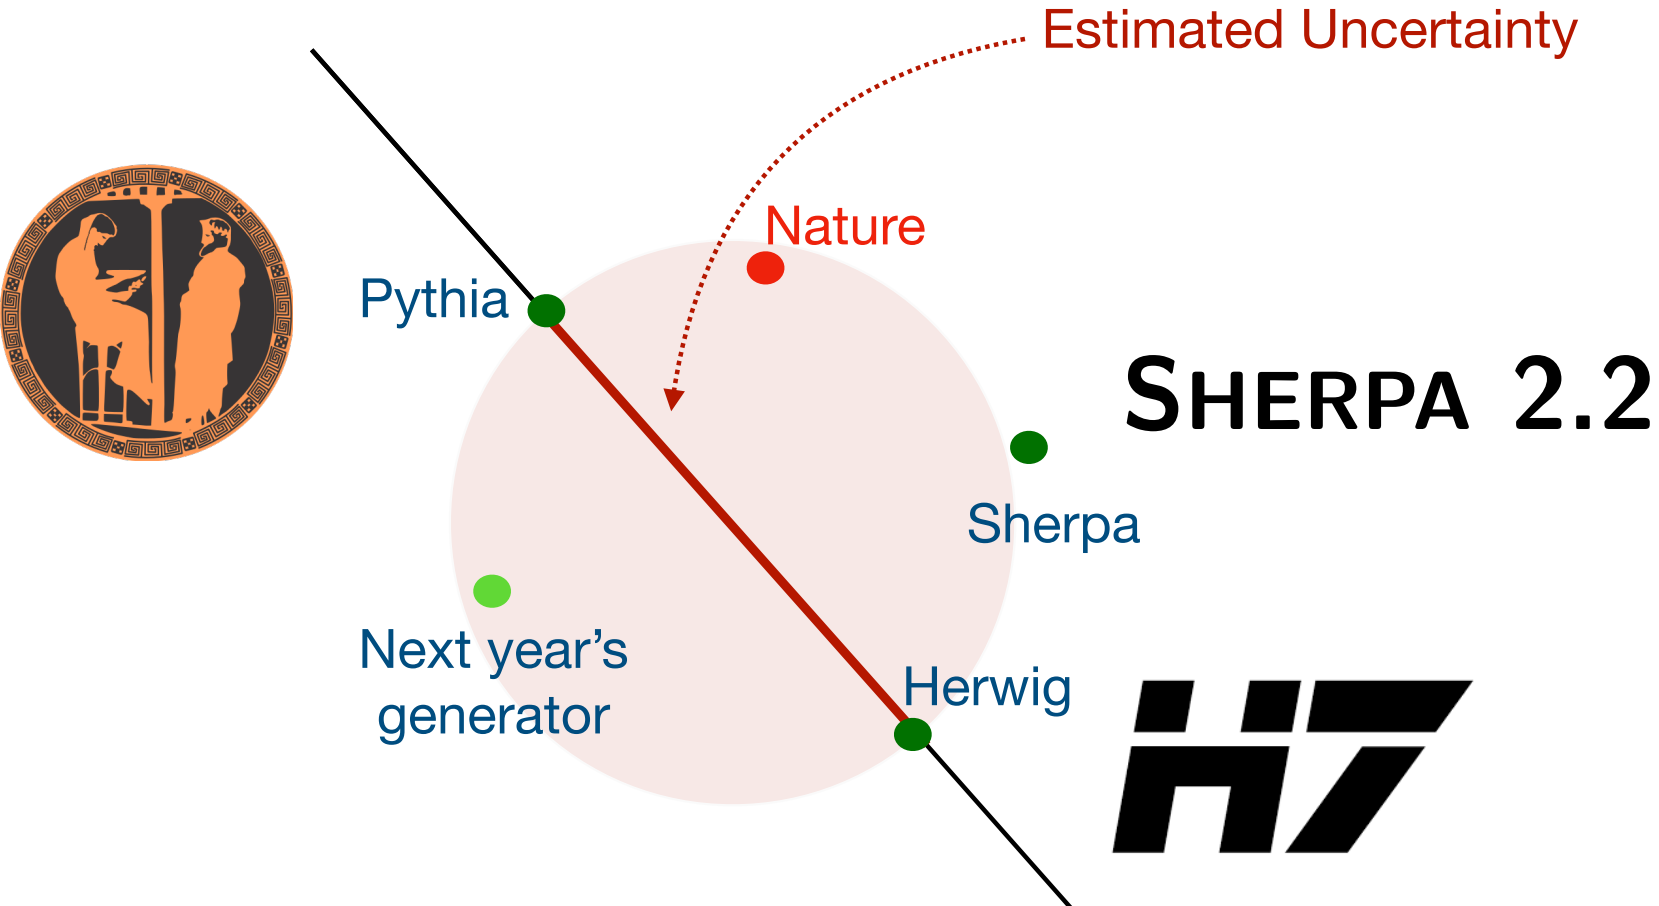 Estimated Uncertainty
Nature
Pythia
SHERPA 2.2
Sherpa
Next year’s
generator
Herwig
H7